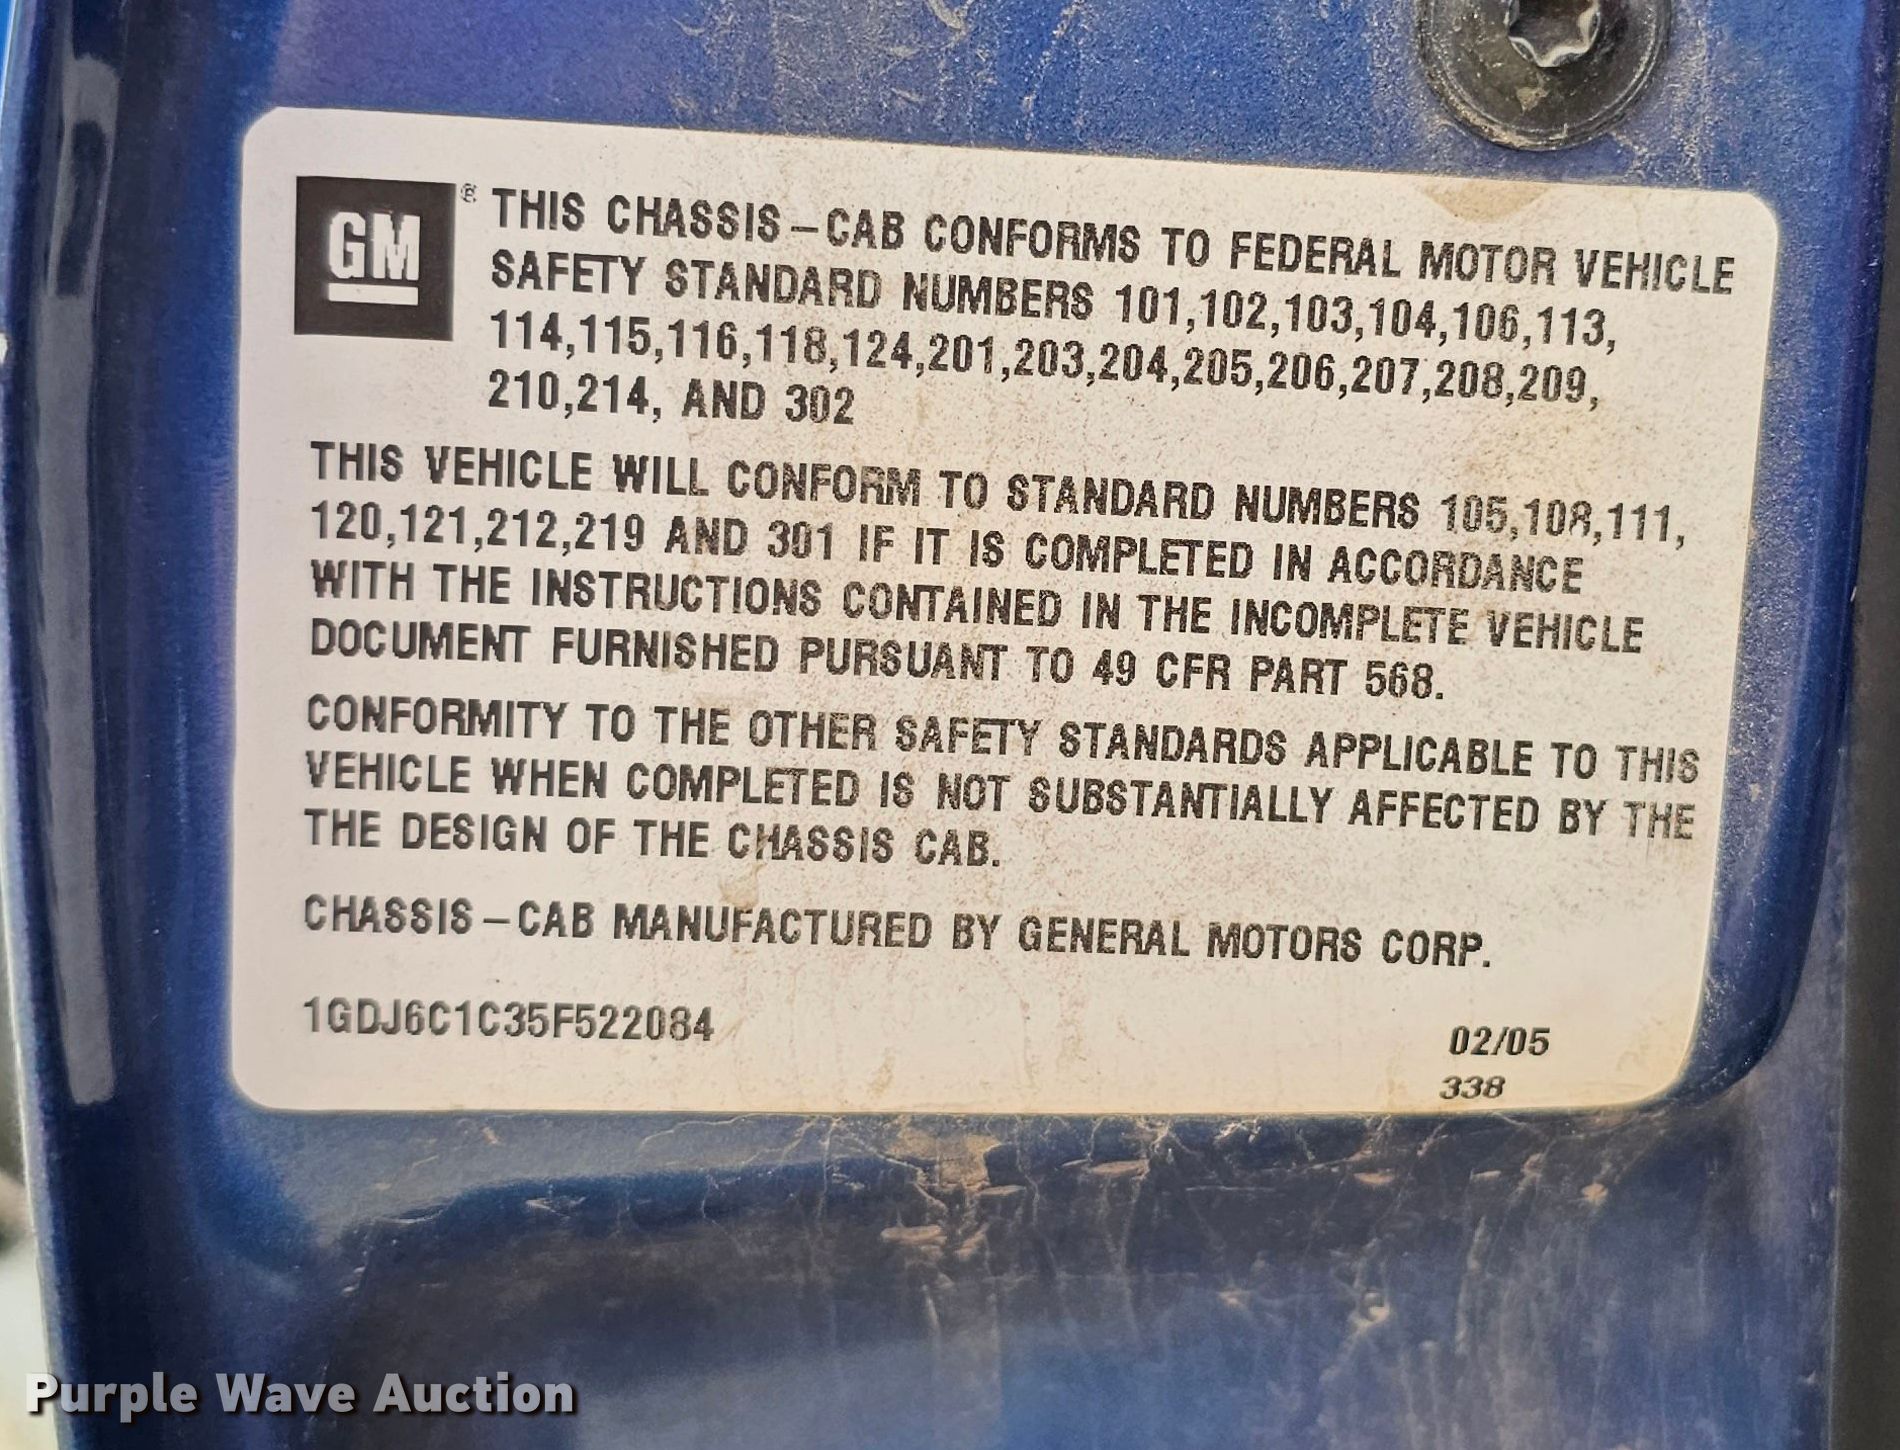 GM ® THIS CHASSIS–CAB CONFORMS TO FEDERAL MOTOR VEHICLE
SAFETY STANDARD NUMBERS 101,102,103,104,106,113,
114,115,116,118,124,201,203,204,205,206,207,208,209,
210,214, AND 302
THIS VEHICLE WILL CONFORM TO STANDARD NUMBERS 105,108,111,
120,121,212,219 AND 301 IF IT IS COMPLETED IN ACCORDANCE
WITH THE INSTRUCTIONS CONTAINED IN THE INCOMPLETE VEHICLE
DOCUMENT FURNISHED PURSUANT TO 49 CFR PART 568.
CONFORMITY TO THE OTHER SAFETY STANDARDS APPLICABLE TO THIS
VEHICLE WHEN COMPLETED IS NOT SUBSTANTIALLY AFFECTED BY THE
THE DESIGN OF THE CHASSIS CAB.
CHASSIS–CAB MANUFACTURED BY GENERAL MOTORS CORP.
1GDJ6C1C35F522084
02/05
338
Purple Wave Auction